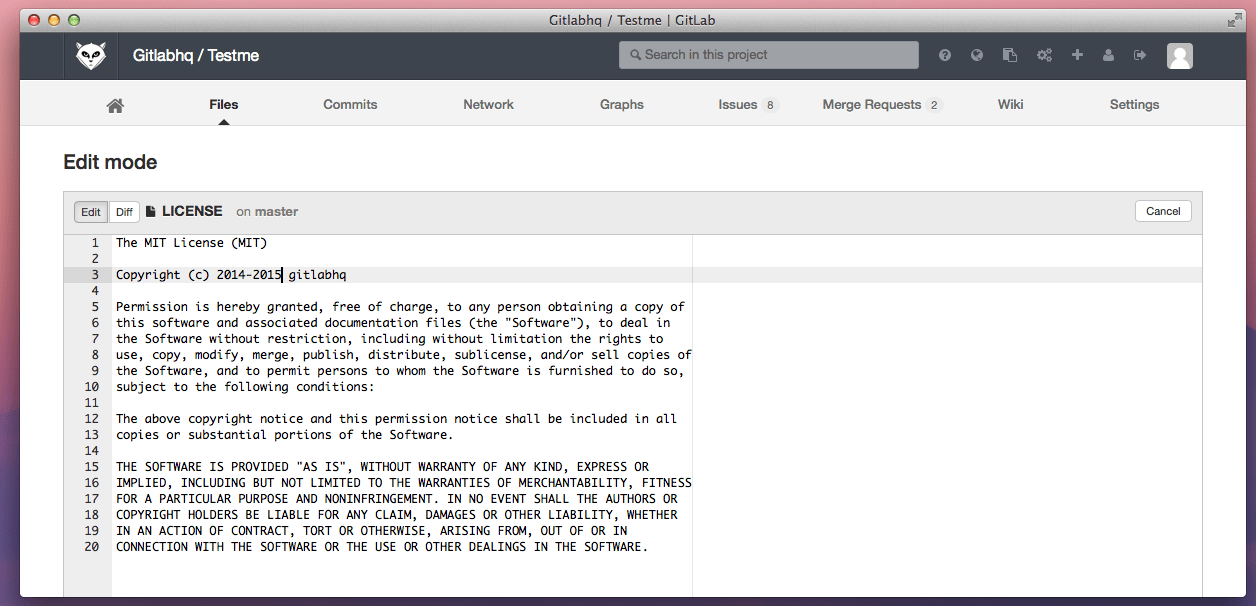 Gitlabhq / Testme | GitLab
Gitlabhq / Testme
Search in this project
Files
Commits
Network
Graphs
Issues 8
Merge Requests 2
Wiki
Settings
Edit mode
Edit Diff LICENSE on master Cancel
1 The MIT License (MIT)
2
3 Copyright (c) 2014-2015 gitlabhq
4
5 Permission is hereby granted, free of charge, to any person obtaining a copy of
6 this software and associated documentation files (the "Software"), to deal in
7 the Software without restriction, including without limitation the rights to
8 use, copy, modify, merge, publish, distribute, sublicense, and/or sell copies of
9 the Software, and to permit persons to whom the Software is furnished to do so,
10 subject to the following conditions:
11
12 The above copyright notice and this permission notice shall be included in all
13 copies or substantial portions of the Software.
14
15 THE SOFTWARE IS PROVIDED "AS IS", WITHOUT WARRANTY OF ANY KIND, EXPRESS OR
16 IMPLIED, INCLUDING BUT NOT LIMITED TO THE WARRANTIES OF MERCHANTABILITY, FITNESS
17 FOR A PARTICULAR PURPOSE AND NONINFRINGEMENT. IN NO EVENT SHALL THE AUTHORS OR
18 COPYRIGHT HOLDERS BE LIABLE FOR ANY CLAIM, DAMAGES OR OTHER LIABILITY, WHETHER
19 IN AN ACTION OF CONTRACT, TORT OR OTHERWISE, ARISING FROM, OUT OF OR IN
20 CONNECTION WITH THE SOFTWARE OR THE USE OR OTHER DEALINGS IN THE SOFTWARE.